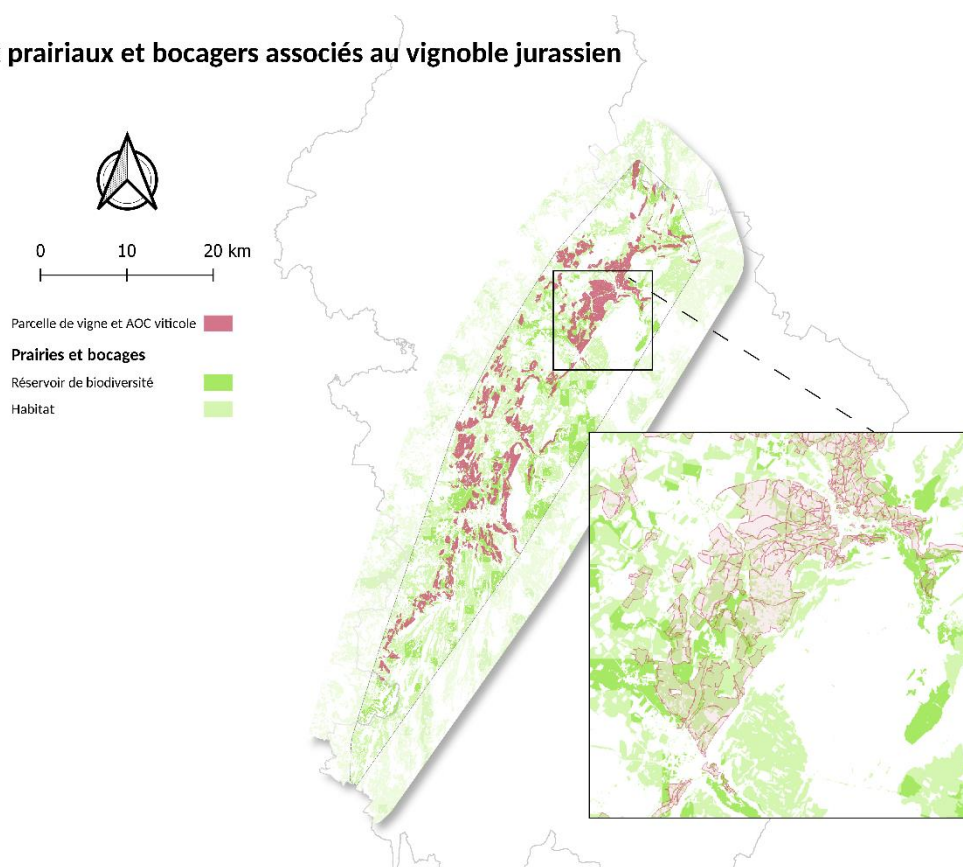 prairiaux et bocagers associés au vignoble jurassien
0 10 20 km
Parcelle de vigne et AOC viticole
Prairies et bocages
Réservoir de biodiversité
Habitat